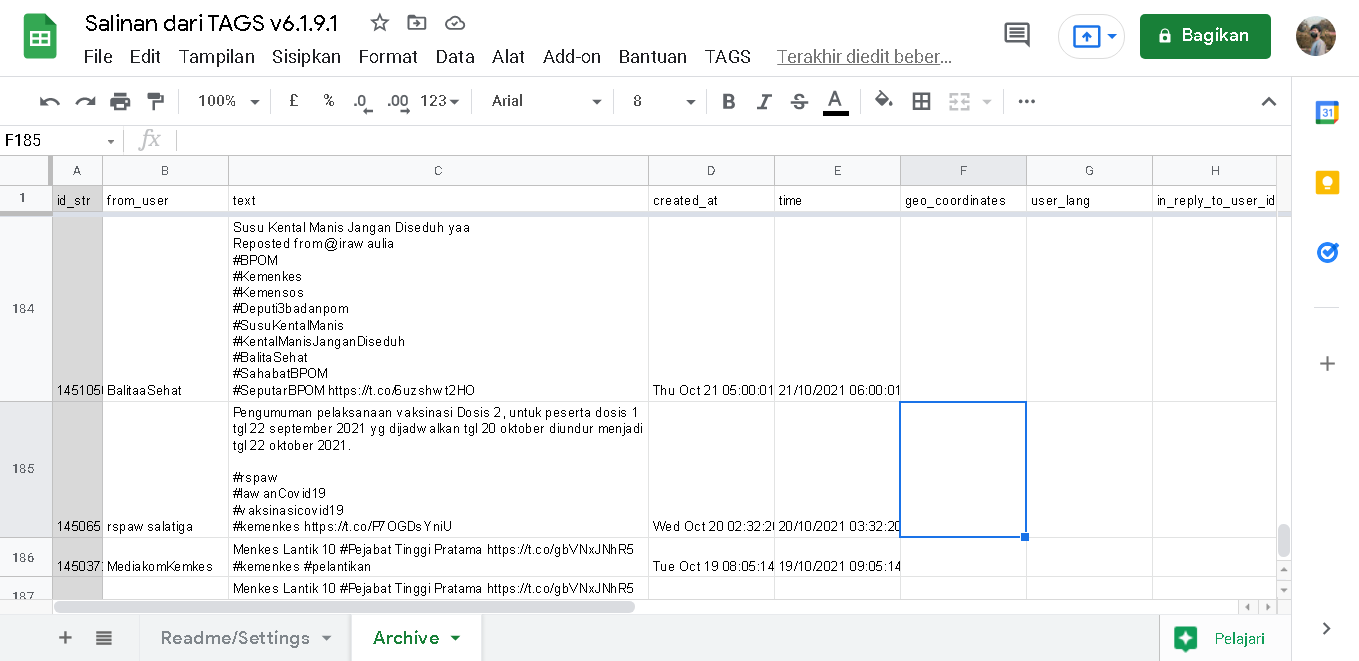 Salinan dari TAGS v6.1.9.1
File Edit Tampilan Sisipkan Format Data Alat Add-on Bantuan TAGS Terakhir diedit beber...
Bagikan
100% £ % .0 .00 123 Arial 8 B I S A
31
F185 fx
A B C D E F G H
1 id_str from_user text created_at time geo_coordinates user_lang in_reply_to_user_id
Susu Kental Manis Jangan Diseduh yaa
Reposted from @iraw aulia
#BPOM
#Kemenkes
#Kemensos
184 #Deputi3badanpom
#SusuKentalManis
#KentalManisJanganDiseduh
#BalitaSehat
#SahabatBPOM
145105 BalitaaSehat #SeputarBPOM https://t.co/6uzshwt2HO Thu Oct 21 05:00:01 21/10/2021 06:00:01
Pengumuman pelaksanaan vaksinasi Dosis 2, untuk peserta dosis 1
tgl 22 september 2021 yg dijadwalkan tgl 20 oktober diundur menjadi
tgl 22 oktober 2021.
185
#rspaw
#lawanCovid19
#vaksinasicovid19
145065 rspaw salatiga #kemenkes https://t.co/P7OGDsYniU Wed Oct 20 02:32:20 20/10/2021 03:32:20
186 Menkes Lantik 10 #Pejabat Tinggi Pratama https://t.co/gbVNxJNhR5
145037 MediakomKemkes #kemenkes #pelantikan Tue Oct 19 08:05:14 19/10/2021 09:05:14
187 Menkes Lantik 10 #Pejabat Tinggi Pratama https://t.co/gbVNxJNhR5
Readme/Settings Archive Pelajari